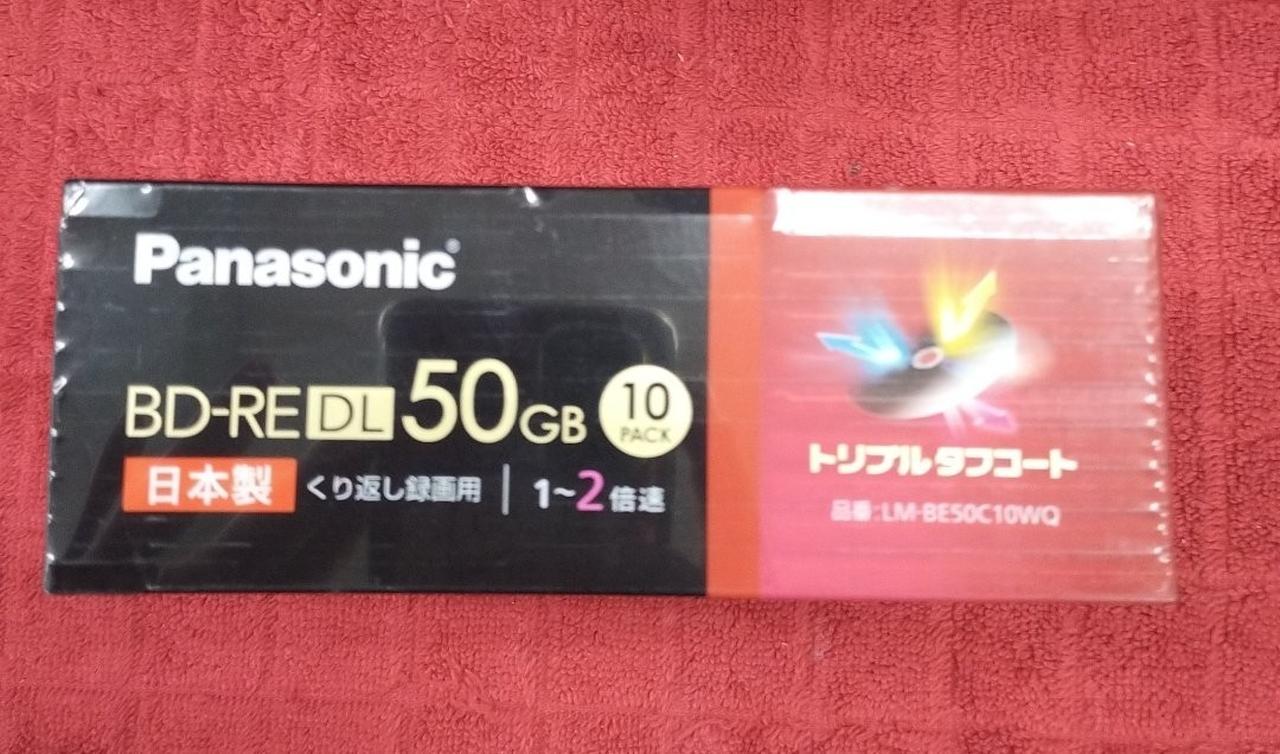 Panasonic
BD-RE DL 50GB 10 PACK
日本製 くり返し録画用 | 1~2倍速
トリプルタフコート
品番:LM-BE50C10WQ